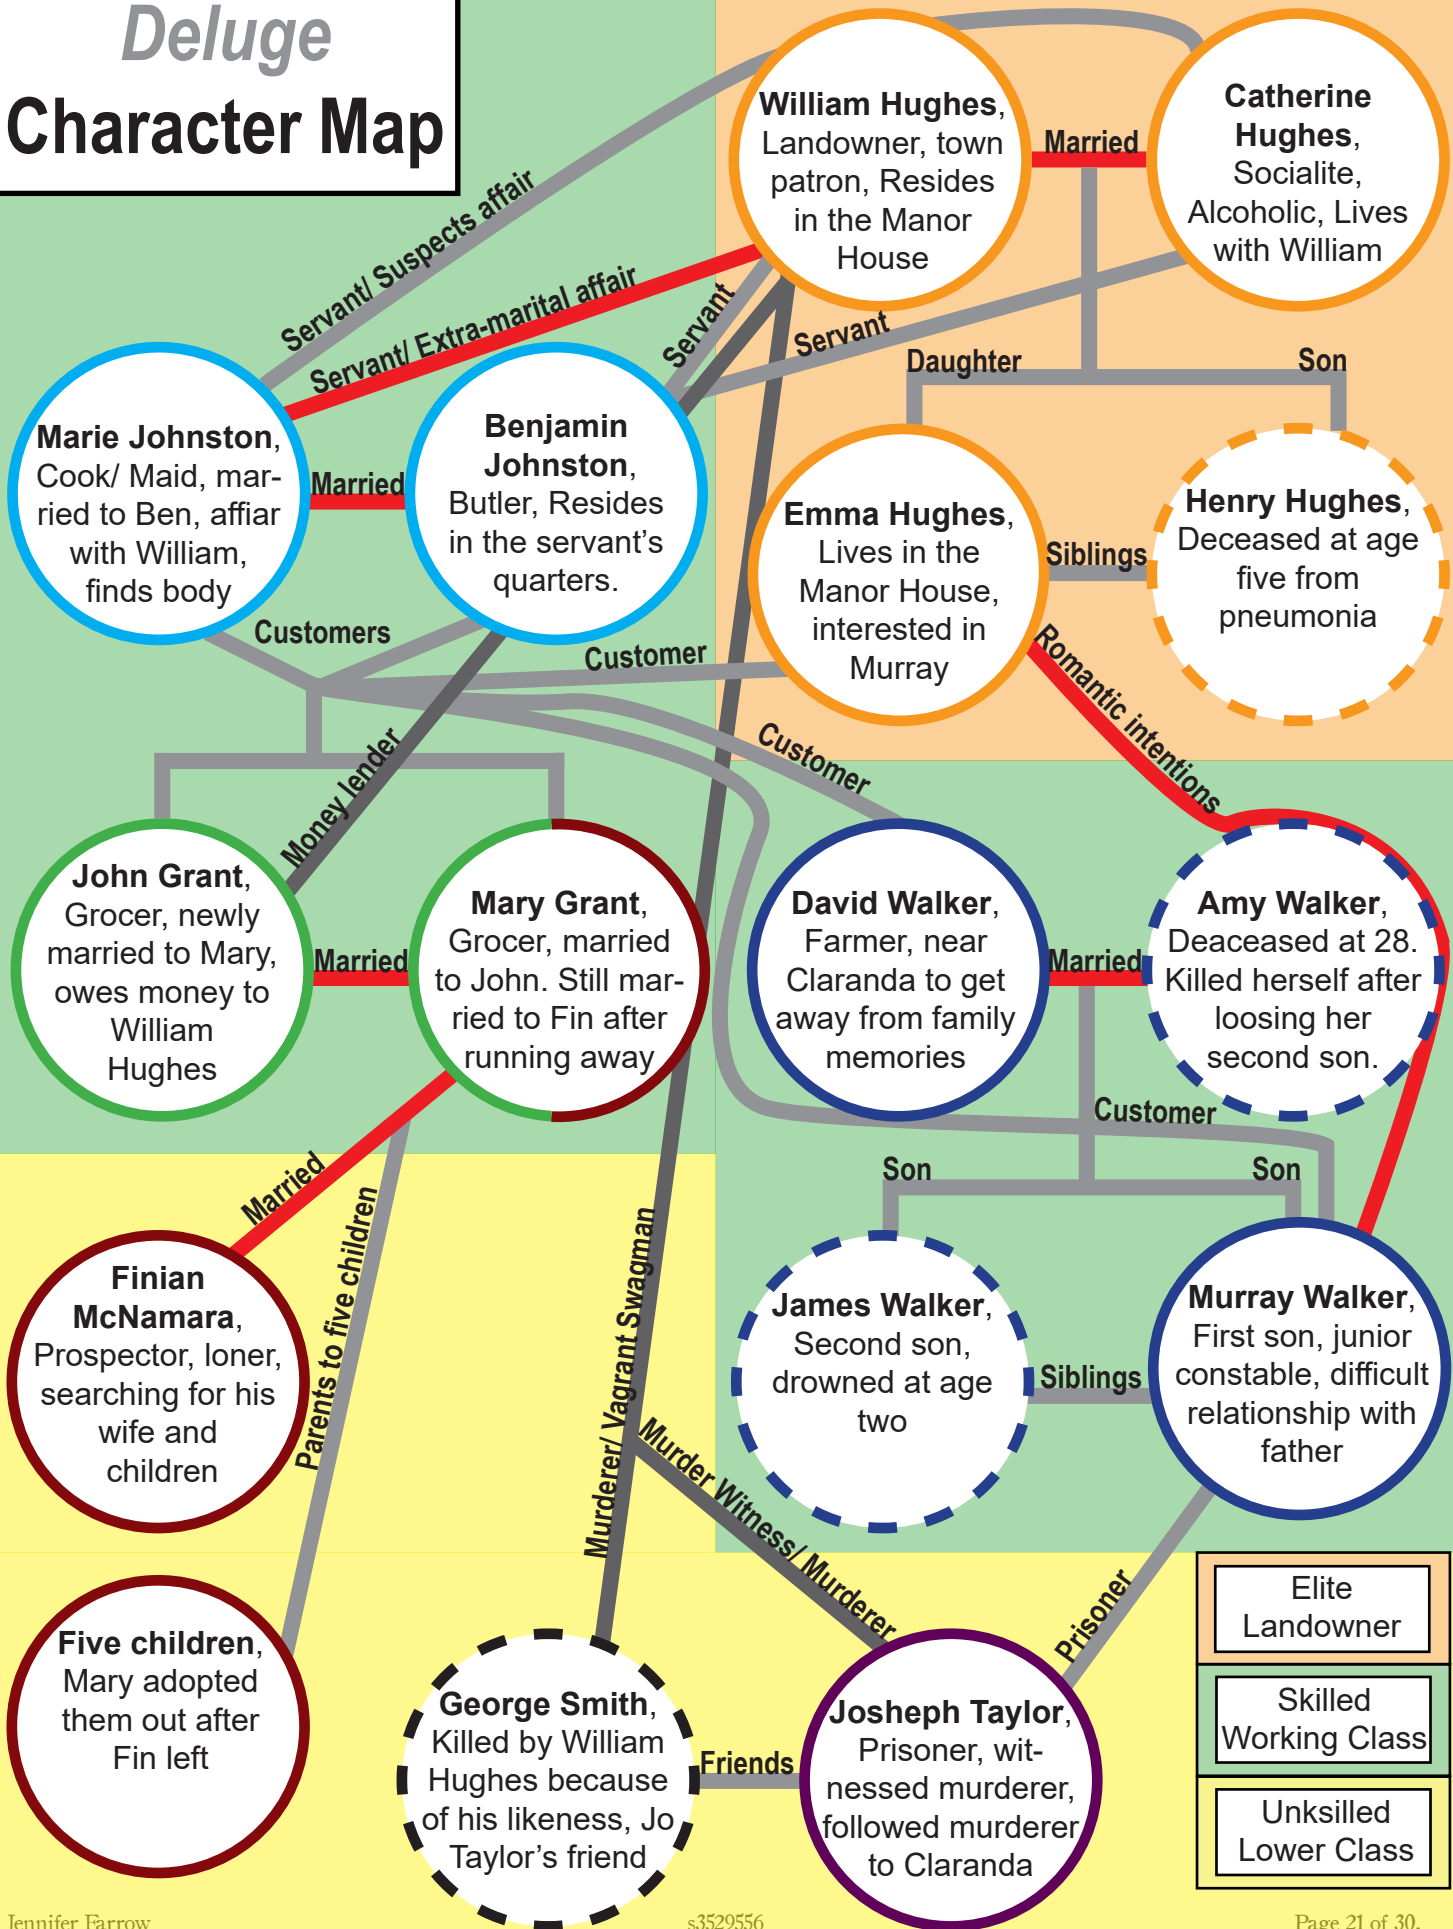 Deluge
Character Map
William Hughes,
Landowner, town
patron, Resides
in the Manor
House
Married
Catherine
Hughes,
Socialite,
Alcoholic, Lives
with William
Servant/ Suspects affair
Servant/ Extra-marital affair
Servant
Servant
Daughter
Son
Marie Johnston,
Cook/ Maid, mar-
ried to Ben, affiar
with William,
finds body
Married
Benjamin
Johnston,
Butler, Resides
in the servant's
quarters.
Emma Hughes,
Lives in the
Manor House,
interested in
Murray
Siblings
Henry Hughes,
Deceased at age
five from
pneumonia
Customers
Customer
Romantic intentions
Customer
Money lender
John Grant,
Grocer, newly
married to Mary,
owes money to
William
Hughes
Married
Mary Grant,
Grocer, married
to John. Still mar-
ried to Fin after
running away
David Walker,
Farmer, near
Claranda to get
away from family
memories
Married
Amy Walker,
Deaceased at 28.
Killed herself after
loosing her
second son.
Customer
Son
Son
Married
Parents to five children
Murderer/ Vagrant Swagman
Finian
McNamara,
Prospector, loner,
searching for his
wife and
children
James Walker,
Second son,
drowned at age
two
Siblings
Murray Walker,
First son, junior
constable, difficult
relationship with
father
Murder Witness/ Murderer
Prisoner
Five children,
Mary adopted
them out after
Fin left
George Smith,
Killed by William
Hughes because
of his likeness, Jo
Taylor's friend
Friends
Josheph Taylor,
Prisoner, wit-
nessed murderer,
followed murderer
to Claranda
Elite
Landowner
Skilled
Working Class
Unksilled
Lower Class
Jennifer Farrow
s3529556
Page 21 of 30.